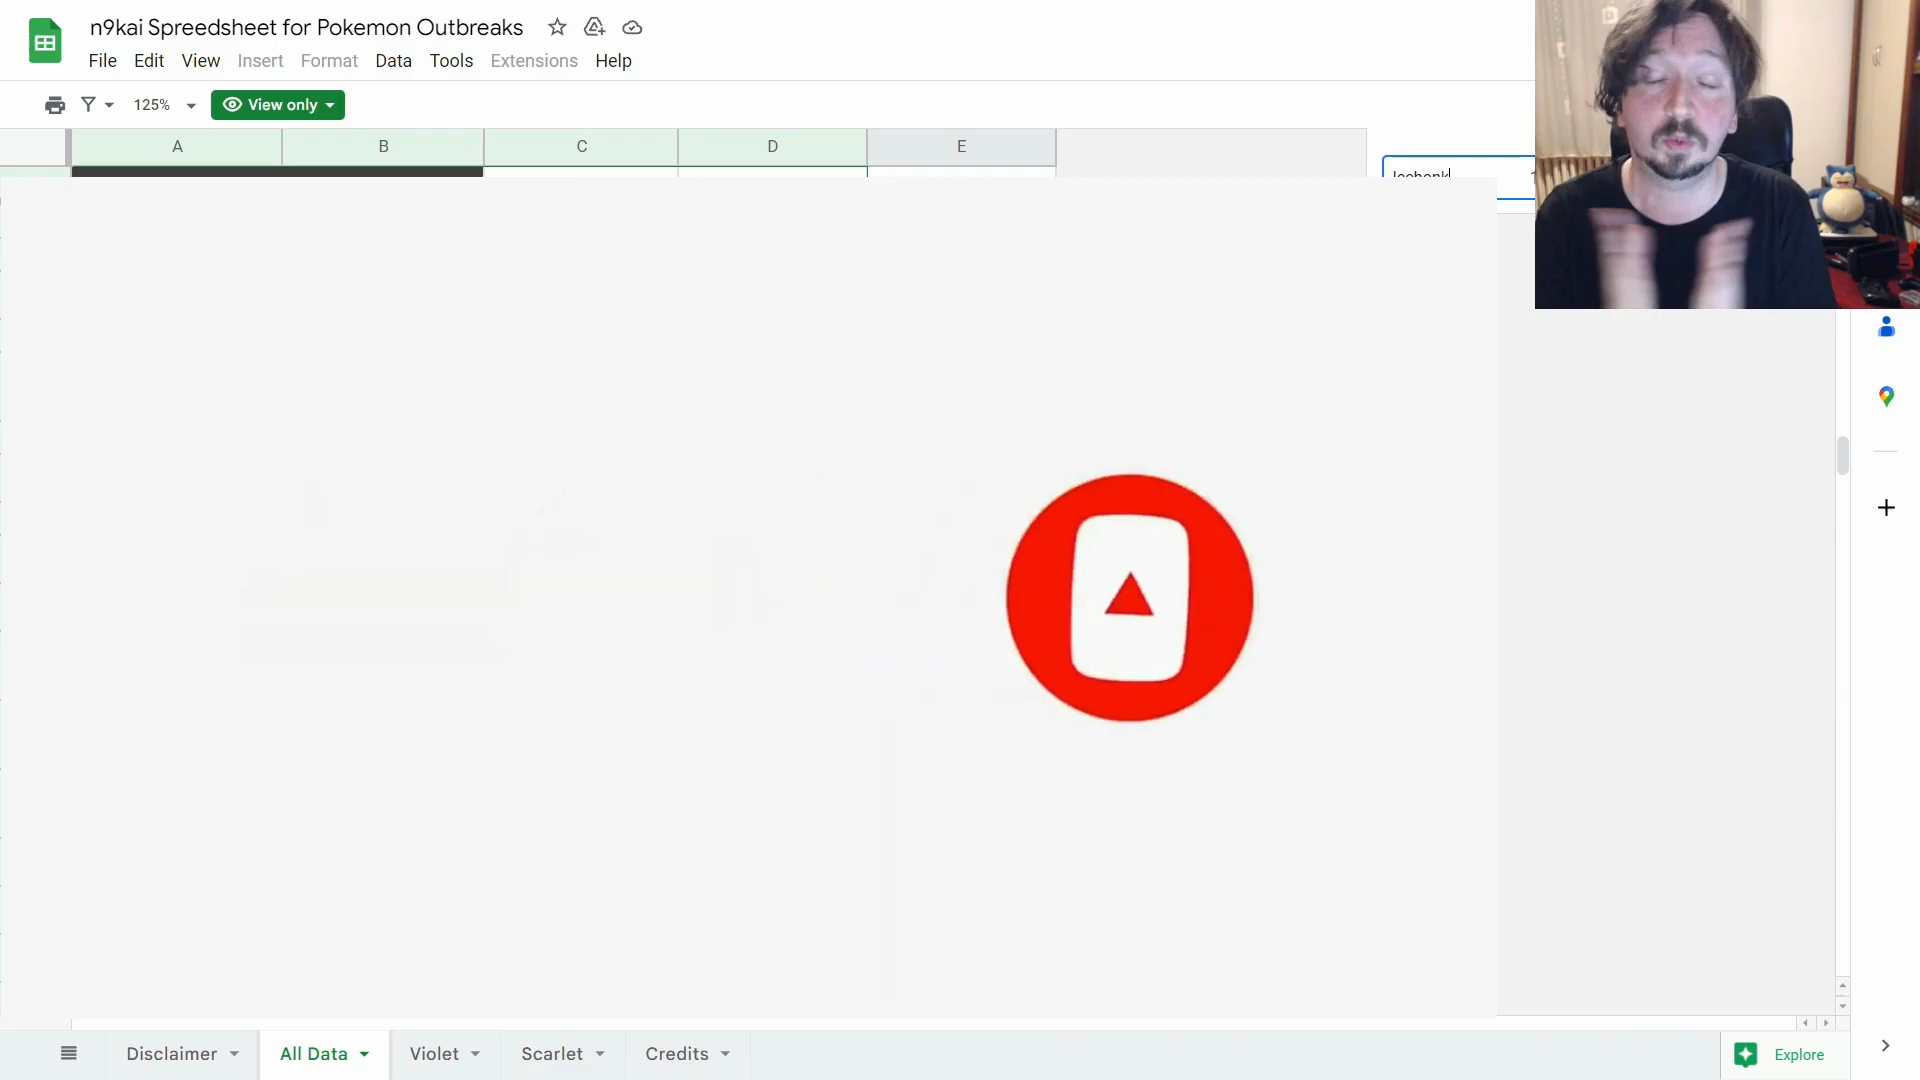 n9kai Spreedsheet for Pokemon Outbreaks
File Edit View Insert Format Data Tools Extensions Help
125% View only
A B C D E
Disclaimer All Data Violet Scarlet Credits Explore